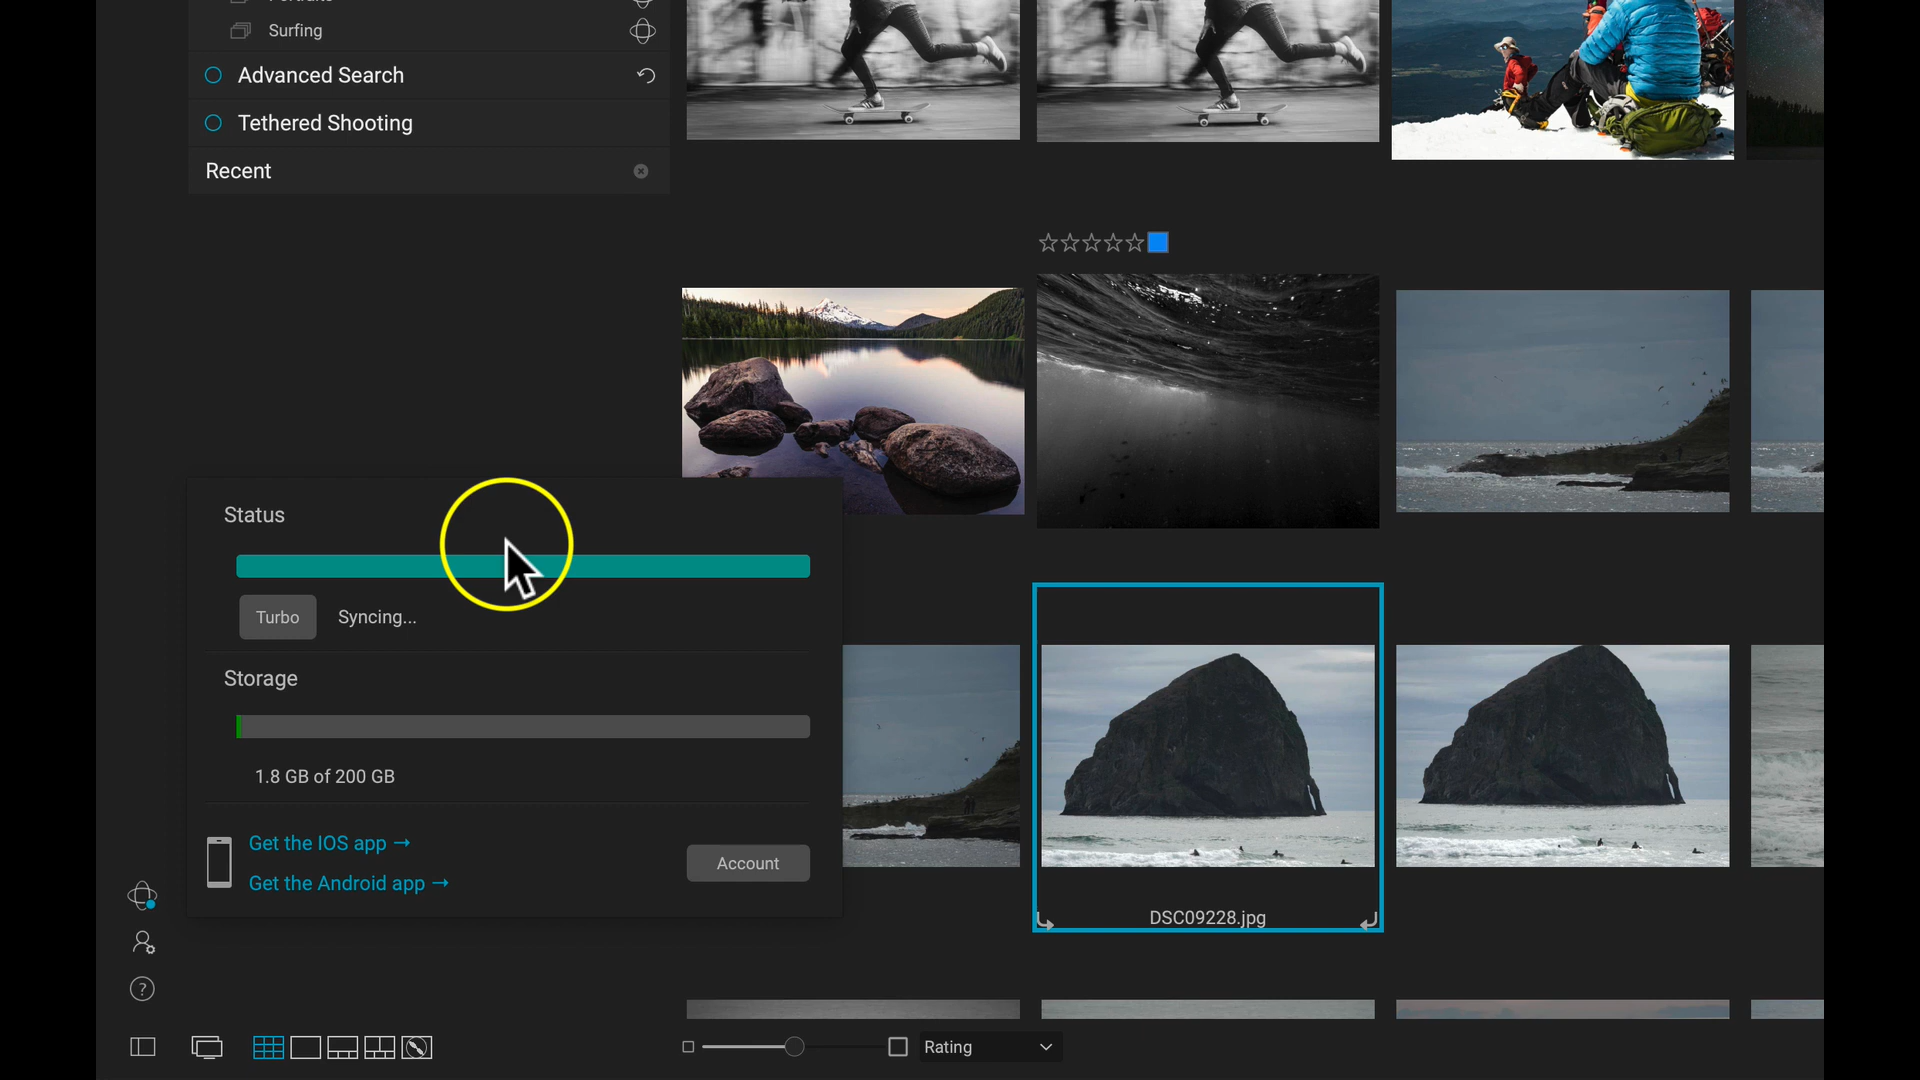 Surfing
Advanced Search
Tethered Shooting
Recent
Status
Turbo
Syncing...
Storage
1.8 GB of 200 GB
Get the IOS app →
Get the Android app →
Account
DSC09228.jpg
Rating